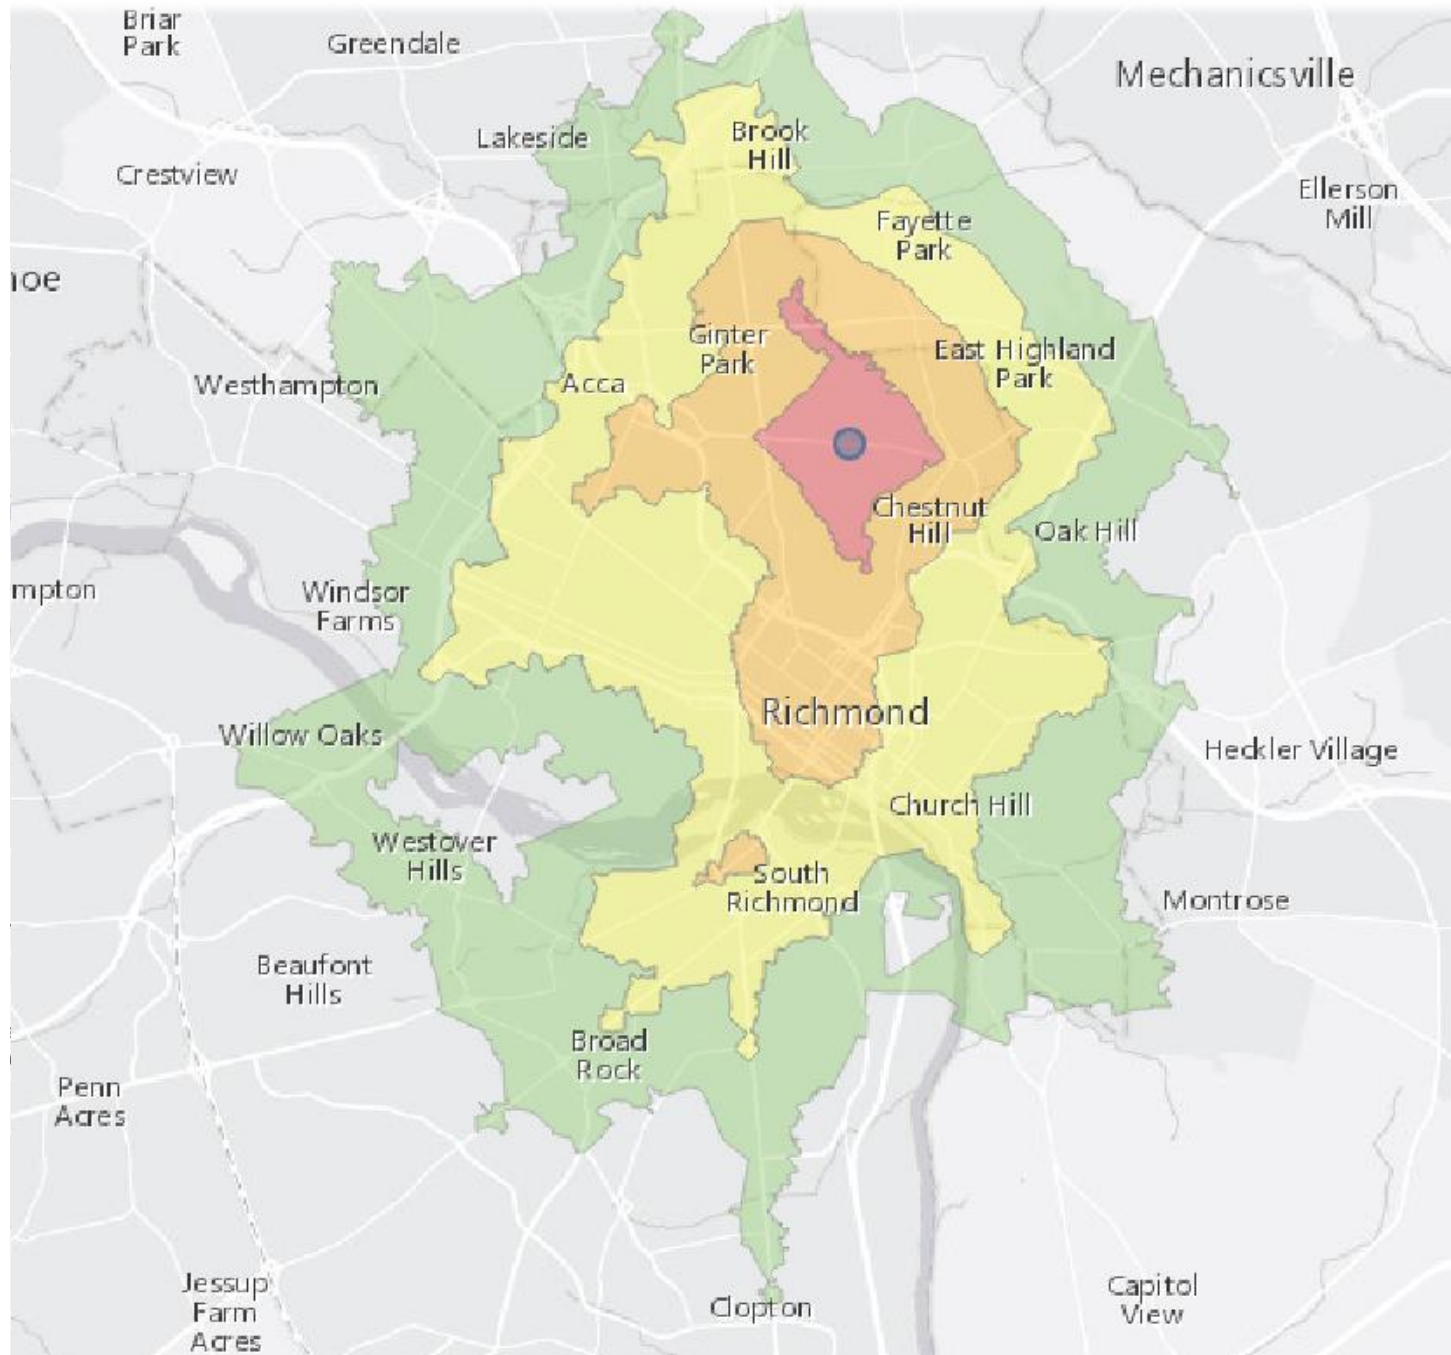 Briar
Park
Greendale
Mechanicsville
Lakeside
Brook
Hill
Crestview
Ellerson
Mill
Fayette
Park
noe
Ginter
Park
East Highland
Park
Westhampton
Acca
Chestnut
Hill
Oak Hill
mpton
Windsor
Farms
Richmond
Willow Oaks
Heckler Village
Church Hill
Westover
Hills
South
Richmond
Montrose
Beaufont
Hills
Broad
Rock
Penn
Acres
Jessup
Farm
Acres
Clopton
Capitol
View